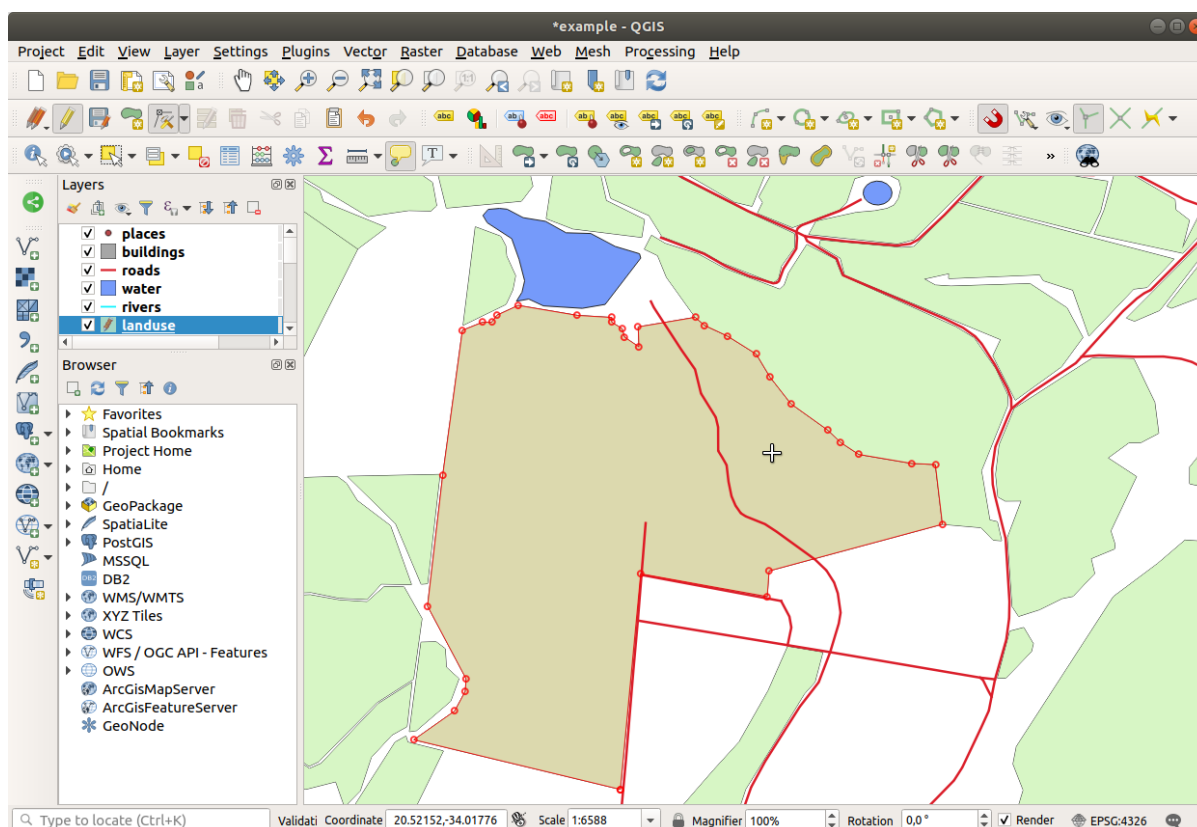 *example - QGIS
Project Edit View Layer Settings Plugins Vector Raster Database Web Mesh Processing Help
Layers
places
buildings
roads
water
rivers
landuse
Browser
Favorites
Spatial Bookmarks
Project Home
Home
/
GeoPackage
SpatiaLite
PostGIS
MSSQL
DB2
WMS/WMTS
XYZ Tiles
WCS
WFS / OGC API - Features
OWS
ArcGisMapServer
ArcGisFeatureServer
GeoNode
Type to locate (Ctrl+K) Validati Coordinate 20.52152,-34.01776 Scale 1:6588 Magnifier 100% Rotation 0,0 ° Render EPSG:4326